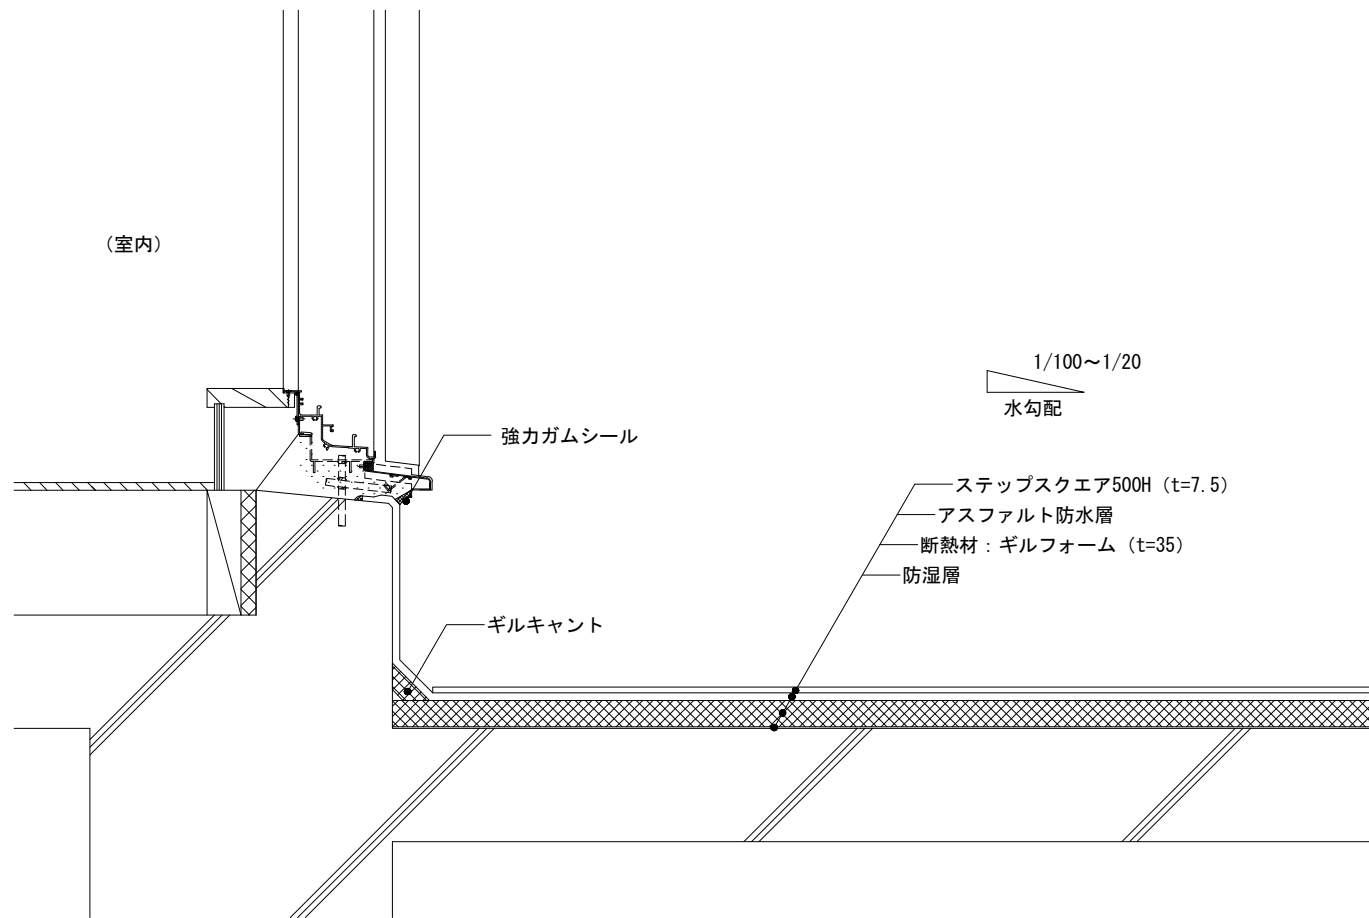 （室内）
1/100～1/20
水勾配
強力ガムシール
ステップスクエア500H（t=7.5）
アスファルト防水層
断熱材：ギルフォーム（t=35）
防湿層
ギルキャント